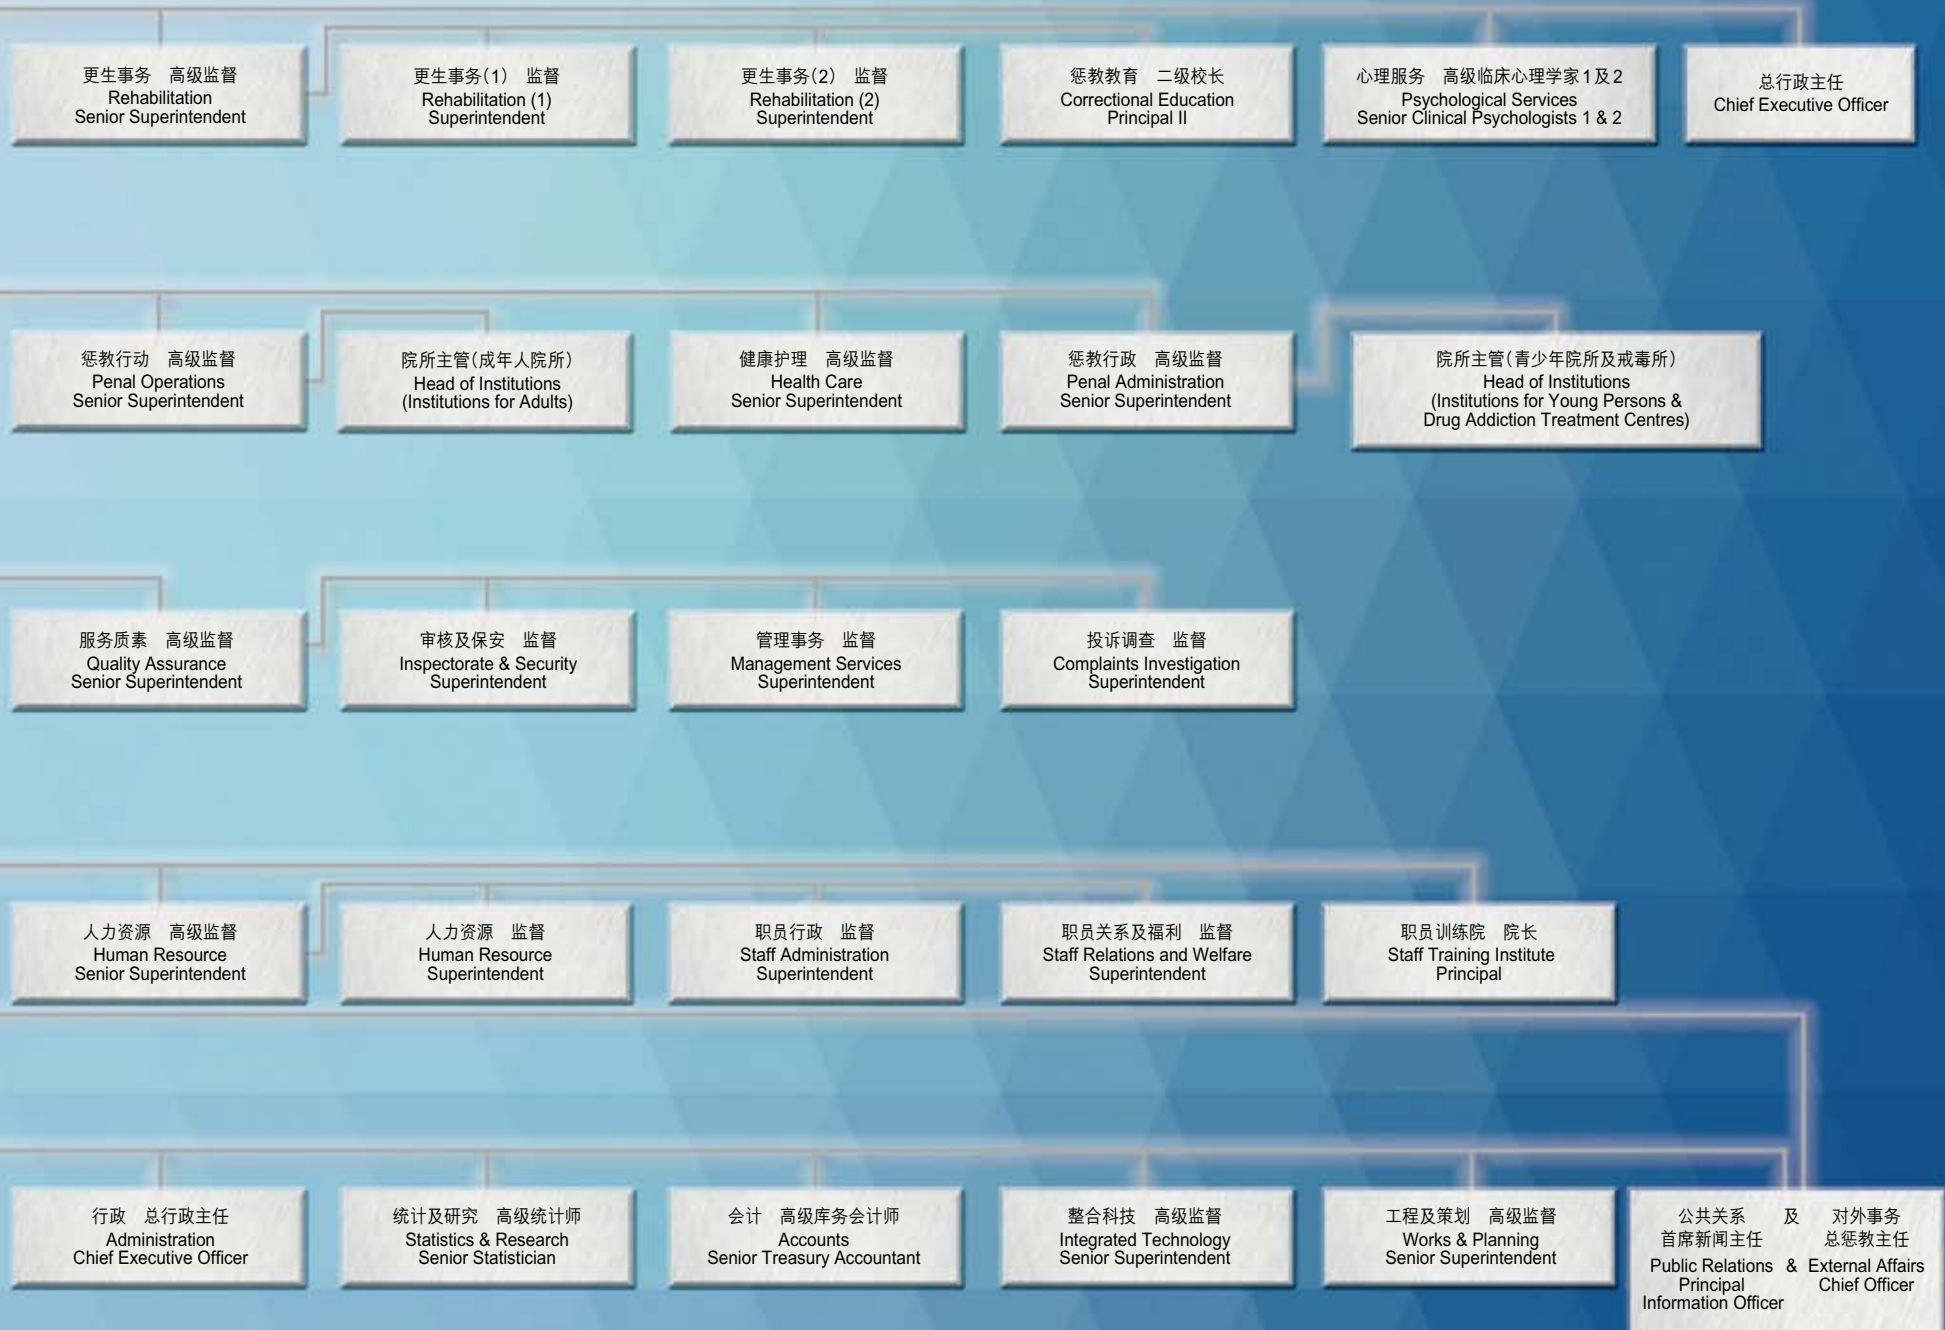 更生事务　高级监督
Rehabilitation
Senior Superintendent
更生事务(1)　监督
Rehabilitation (1)
Superintendent
更生事务(2)　监督
Rehabilitation (2)
Superintendent
惩教教育　二级校长
Correctional Education
Principal II
心理服务　高级临床心理学家1及2
Psychological Services
Senior Clinical Psychologists 1 & 2
总行政主任
Chief Executive Officer
惩教行动　高级监督
Penal Operations
Senior Superintendent
院所主管(成年人院所)
Head of Institutions
(Institutions for Adults)
健康护理　高级监督
Health Care
Senior Superintendent
惩教行政　高级监督
Penal Administration
Senior Superintendent
院所主管(青少年院所及戒毒所)
Head of Institutions
(Institutions for Young Persons &
Drug Addiction Treatment Centres)
服务质素　高级监督
Quality Assurance
Senior Superintendent
审核及保安　监督
Inspectorate & Security
Superintendent
管理事务　监督
Management Services
Superintendent
投诉调查　监督
Complaints Investigation
Superintendent
人力资源　高级监督
Human Resource
Senior Superintendent
人力资源　监督
Human Resource
Superintendent
职员行政　监督
Staff Administration
Superintendent
职员关系及福利　监督
Staff Relations and Welfare
Superintendent
职员训练院　院长
Staff Training Institute
Principal
行政　总行政主任
Administration
Chief Executive Officer
统计及研究　高级统计师
Statistics & Research
Senior Statistician
会计　高级库务会计师
Accounts
Senior Treasury Accountant
整合科技　高级监督
Integrated Technology
Senior Superintendent
工程及策划　高级监督
Works & Planning
Senior Superintendent
公共关系　及　对外事务
首席新闻主任　总惩教主任
Public Relations & External Affairs
Principal Chief Officer
Information Officer